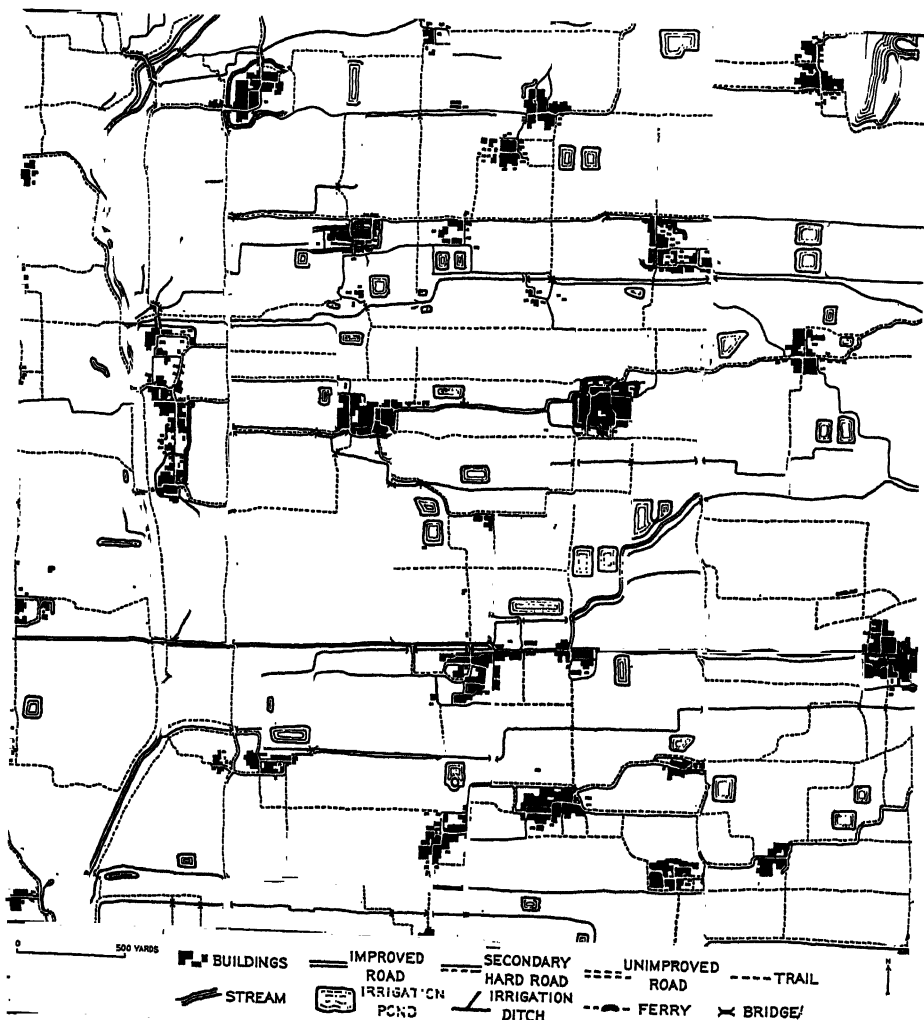 0 500 YARDS
BUILDINGS IMPROVED ROAD SECONDARY HARD ROAD UNIMPROVED ROAD TRAIL N
STREAM IRRIGATION POND IRRIGATION DITCH FERRY BRIDGE